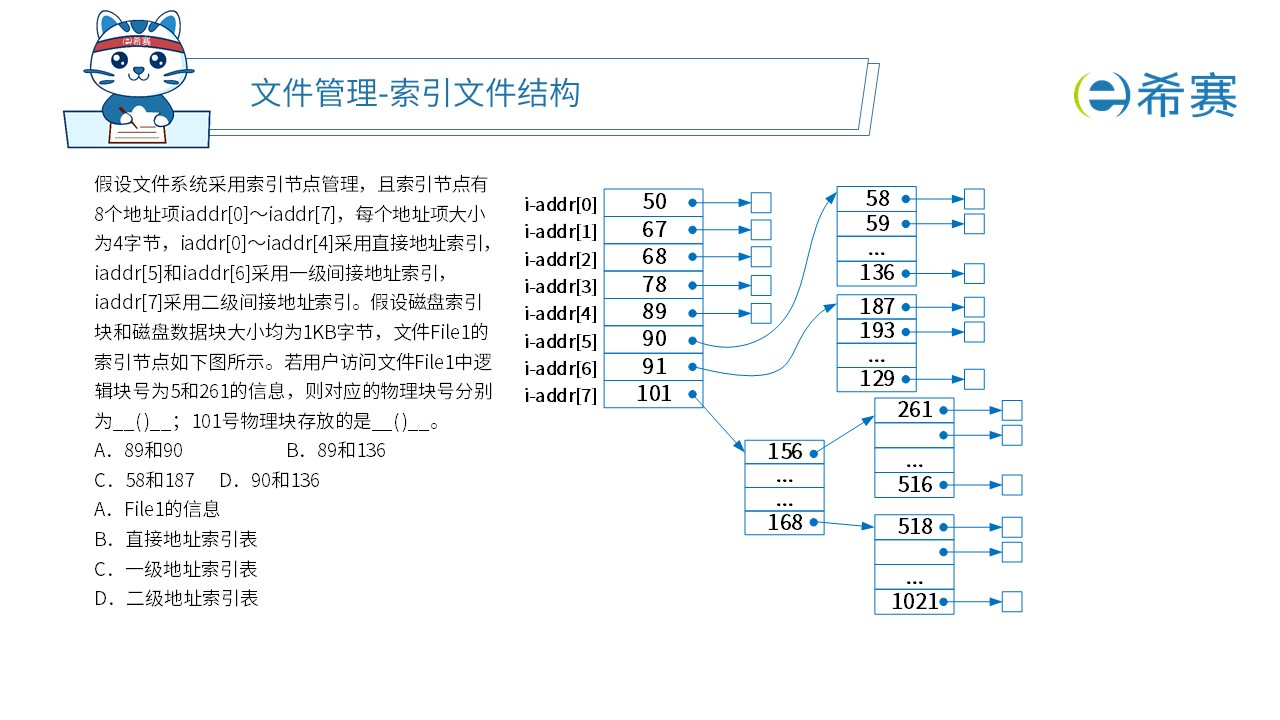 希赛
文件管理-索引文件结构
希赛
假设文件系统采用索引节点管理，且索引节点有
8个地址项iaddr[0]～iaddr[7]，每个地址项大小
为4字节，iaddr[0]～iaddr[4]采用直接地址索引，
iaddr[5]和iaddr[6]采用一级间接地址索引，
iaddr[7]采用二级间接地址索引。假设磁盘索引
块和磁盘数据块大小均为1KB字节，文件File1的
索引节点如下图所示。若用户访问文件File1中逻
辑块号为5和261的信息，则对应的物理块号分别
为__()__；101号物理块存放的是__()__。
A．89和90 B．89和136
C．58和187 D．90和136
A．File1的信息
B．直接地址索引表
C．一级地址索引表
D．二级地址索引表
i-addr[0] 50
i-addr[1] 67
i-addr[2] 68
i-addr[3] 78
i-addr[4] 89
i-addr[5] 90
i-addr[6] 91
i-addr[7] 101
58
59
...
136
187
193
...
129
156
...
...
168
261
...
516
518
...
1021